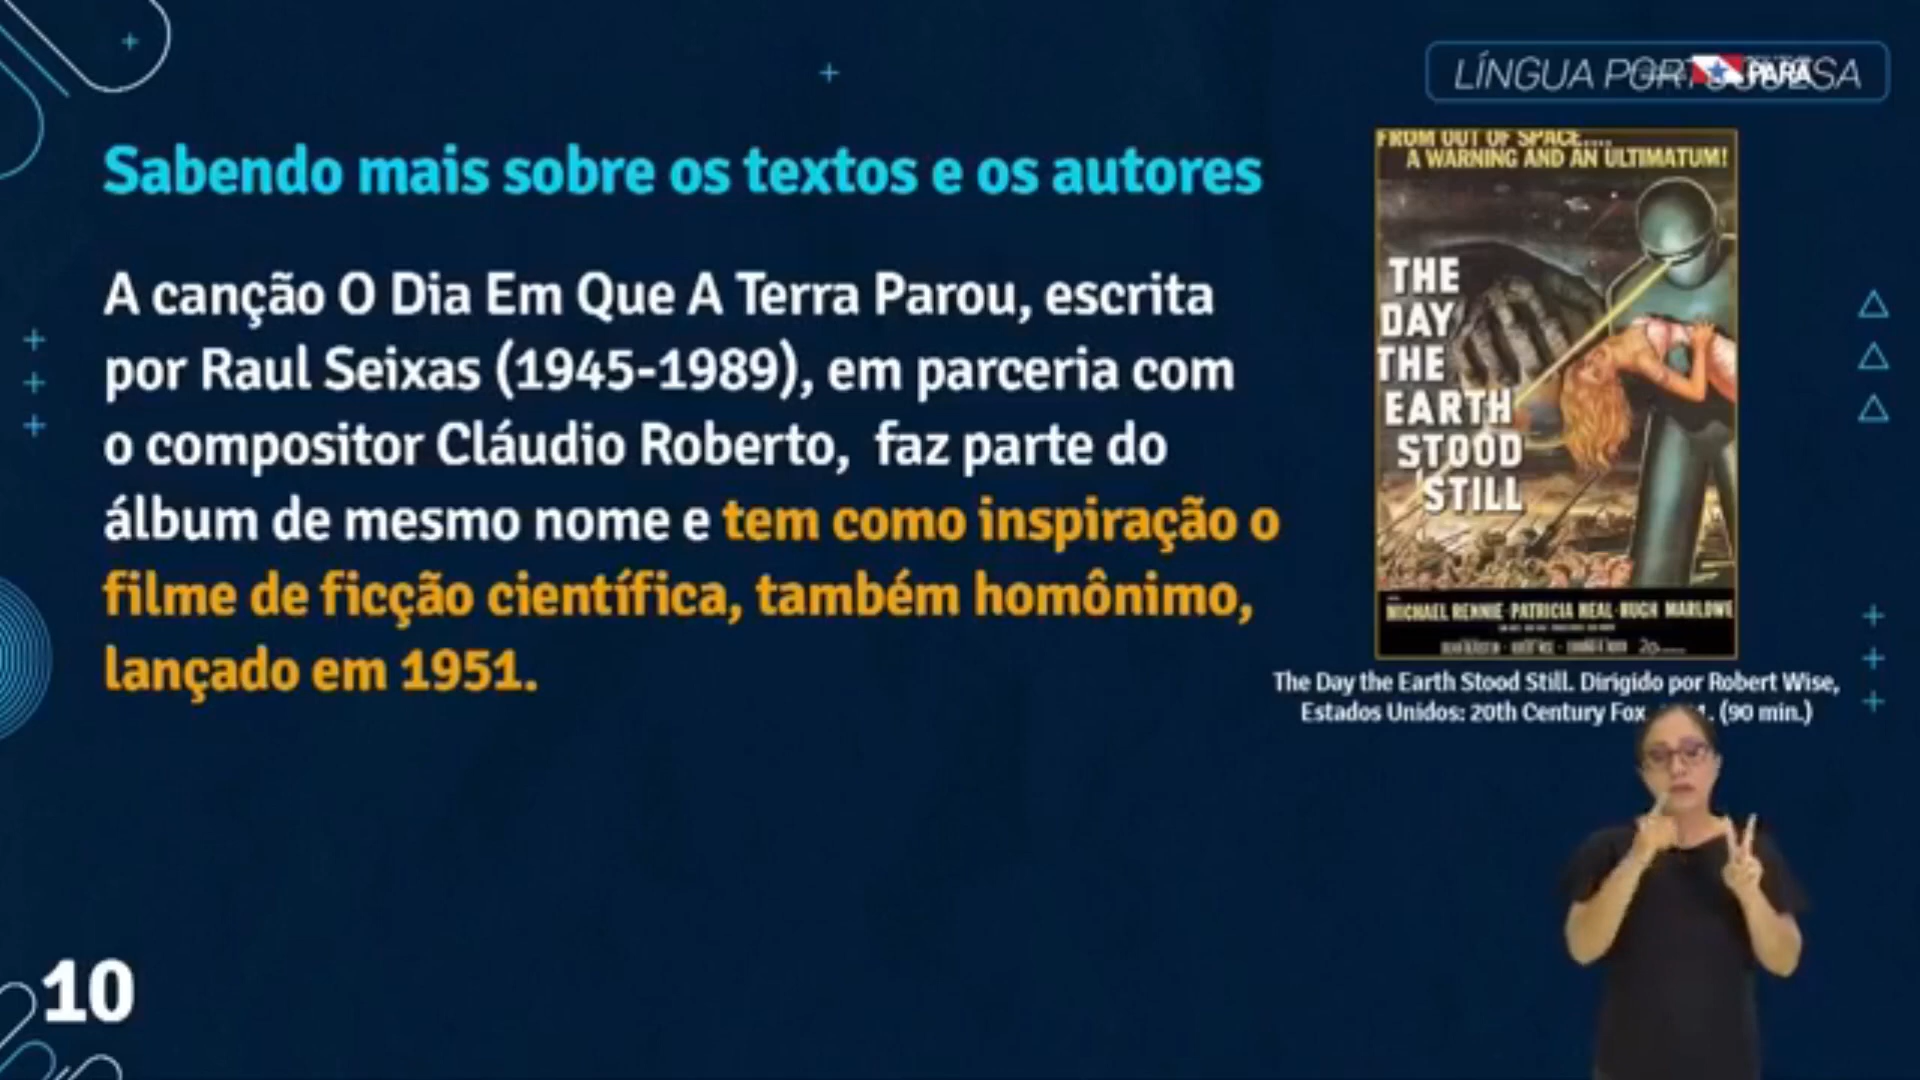 LÍNGUA PORTUGUESA
PARÁ
Sabendo mais sobre os textos e os autores
A canção O Dia Em Que A Terra Parou, escrita
por Raul Seixas (1945-1989), em parceria com
o compositor Cláudio Roberto, faz parte do
álbum de mesmo nome e tem como inspiração o
filme de ficção científica, também homônimo,
lançado em 1951.
FROM OUT OF SPACE....
A WARNING AND AN ULTIMATUM!
THE
DAY
THE
EARTH
STOOD
STILL
MICHAEL RENNIE · PATRICIA NEAL · HUGH MARLOWE
The Day the Earth Stood Still. Dirigido por Robert Wise,
Estados Unidos: 20th Century Fox, (90 min.)
10